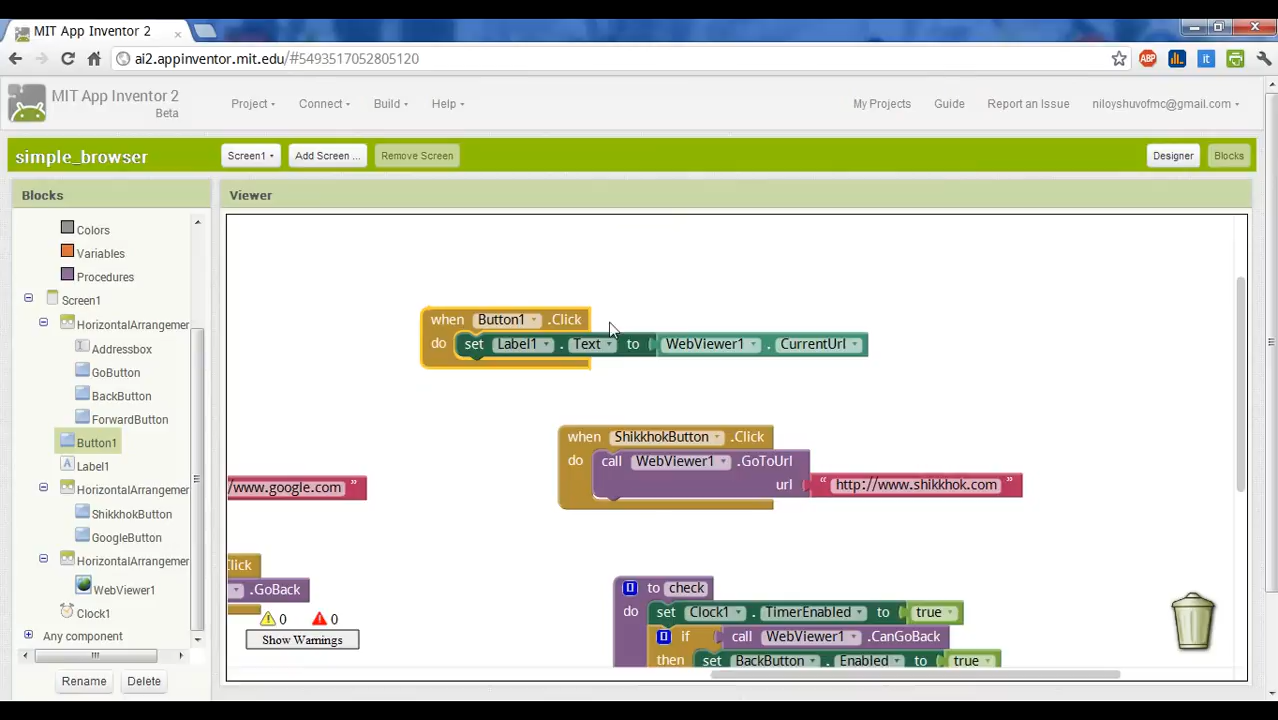 MIT App Inventor 2
ai2.appinventor.mit.edu/#5493517052805120
ABP
it
MIT App Inventor 2
Beta
Project
Connect
Build
Help
My Projects
Guide
Report an Issue
niloyshuvofmc@gmail.com
simple_browser
Screen1
Add Screen ...
Remove Screen
Designer
Blocks
Blocks
Viewer
Colors
Variables
Procedures
Screen1
HorizontalArrangemer
Addressbox
GoButton
BackButton
ForwardButton
Button1
A Label1
HorizontalArrangemer
ShikkhokButton
GoogleButton
HorizontalArrangemer
WebViewer1
Clock1
Any component
Rename
Delete
when Button1 .Click
do set Label1 . Text to WebViewer1 . CurrentUrl
when ShikkhokButton .Click
do call WebViewer1 .GoToUrl
url “ http://www.shikkhok.com ”
/www.google.com ”
lick
.GoBack
0 0
Show Warnings
to check
do set Clock1 . TimerEnabled to true
if call WebViewer1 .CanGoBack
then set BackButton . Enabled to true